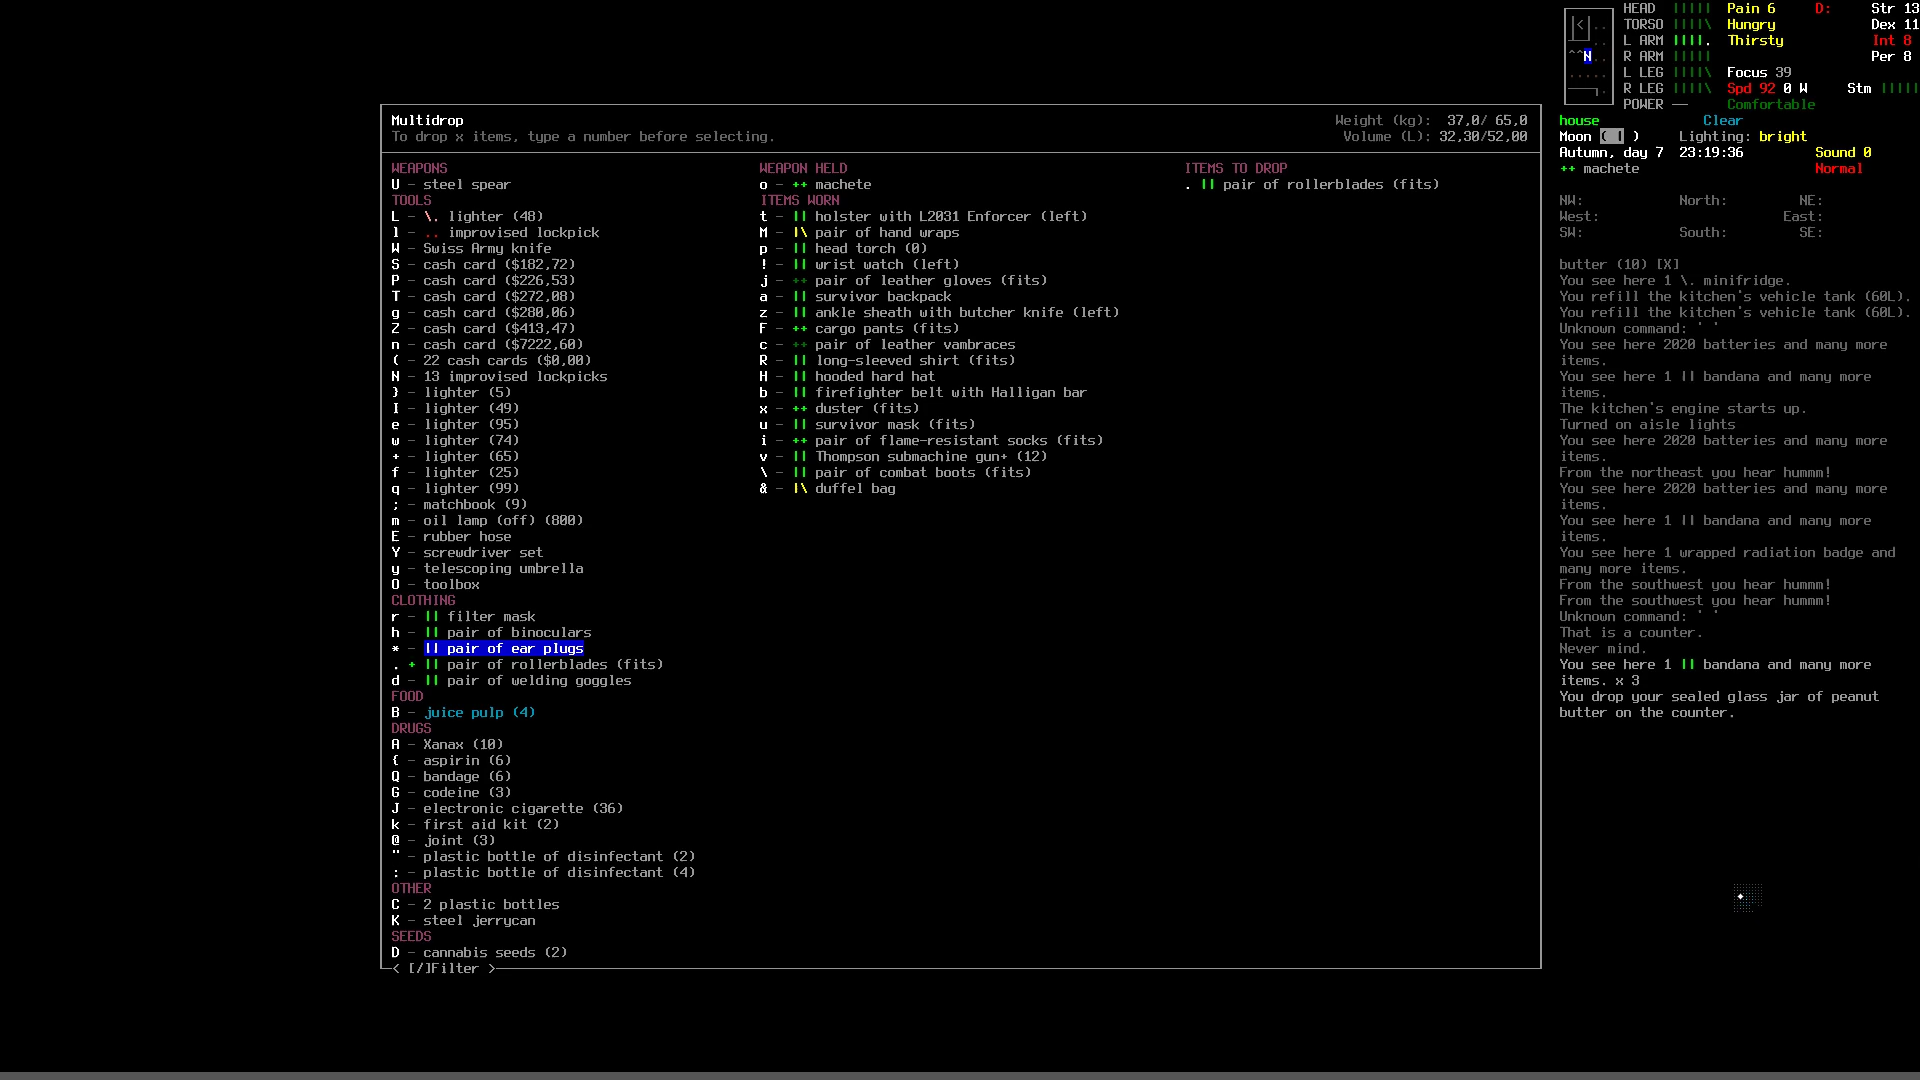 Multidrop
To drop x items, type a number before selecting.
Weight (kg): 37,0/ 65,0
Volume (L): 32,30/52,00
WEAPONS
U - steel spear
TOOLS
L - \. lighter (48)
l - .. improvised lockpick
W - Swiss Army knife
S - cash card ($182,72)
P - cash card ($226,53)
T - cash card ($272,08)
g - cash card ($280,06)
Z - cash card ($413,47)
n - cash card ($7222,60)
( - 22 cash cards ($0,00)
N - 13 improvised lockpicks
} - lighter (5)
I - lighter (49)
e - lighter (95)
w - lighter (74)
+ - lighter (65)
f - lighter (25)
q - lighter (99)
; - matchbook (9)
m - oil lamp (off) (800)
E - rubber hose
Y - screwdriver set
y - telescoping umbrella
O - toolbox
CLOTHING
r - || filter mask
h - || pair of binoculars
* - || pair of ear plugs
. + || pair of rollerblades (fits)
d - || pair of welding goggles
FOOD
B - juice pulp (4)
DRUGS
A - Xanax (10)
{ - aspirin (6)
Q - bandage (6)
G - codeine (3)
J - electronic cigarette (36)
k - first aid kit (2)
@ - joint (3)
" - plastic bottle of disinfectant (2)
: - plastic bottle of disinfectant (4)
OTHER
C - 2 plastic bottles
K - steel jerrycan
SEEDS
D - cannabis seeds (2)
< [/]Filter >
WEAPON HELD
o - ++ machete
ITEMS WORN
t - || holster with L2031 Enforcer (left)
M - |\ pair of hand wraps
p - || head torch (0)
! - || wrist watch (left)
j - ++ pair of leather gloves (fits)
a - || survivor backpack
z - || ankle sheath with butcher knife (left)
F - ++ cargo pants (fits)
c - ++ pair of leather vambraces
R - || long-sleeved shirt (fits)
H - || hooded hard hat
b - || firefighter belt with Halligan bar
x - ++ duster (fits)
u - || survivor mask (fits)
i - ++ pair of flame-resistant socks (fits)
v - || Thompson submachine gun+ (12)
\ - || pair of combat boots (fits)
& - |\ duffel bag
ITEMS TO DROP
. || pair of rollerblades (fits)
HEAD ||||| Pain 6 D: Str 13
TORSO ||||\ Hungry Dex 11
L ARM ||||. Thirsty Int 8
R ARM ||||| Per 8
L LEG ||||\ Focus 39
R LEG ||||\ Spd 92 0 W Stm |||||
POWER — Comfortable
house Clear
Moon ( | ) Lighting: bright
Autumn, day 7 23:19:36 Sound 0
++ machete Normal
NW: North: NE:
West: East:
SW: South: SE:
butter (10) [X]
You see here 1 \. minifridge.
You refill the kitchen's vehicle tank (60L).
You refill the kitchen's vehicle tank (60L).
Unknown command: ' '
You see here 2020 batteries and many more
items.
You see here 1 || bandana and many more
items.
The kitchen's engine starts up.
Turned on aisle lights
You see here 2020 batteries and many more
items.
From the northeast you hear hummm!
You see here 2020 batteries and many more
items.
You see here 1 || bandana and many more
items.
You see here 1 wrapped radiation badge and
many more items.
From the southwest you hear hummm!
From the southwest you hear hummm!
Unknown command: ' '
That is a counter.
Never mind.
You see here 1 || bandana and many more
items. x 3
You drop your sealed glass jar of peanut
butter on the counter.